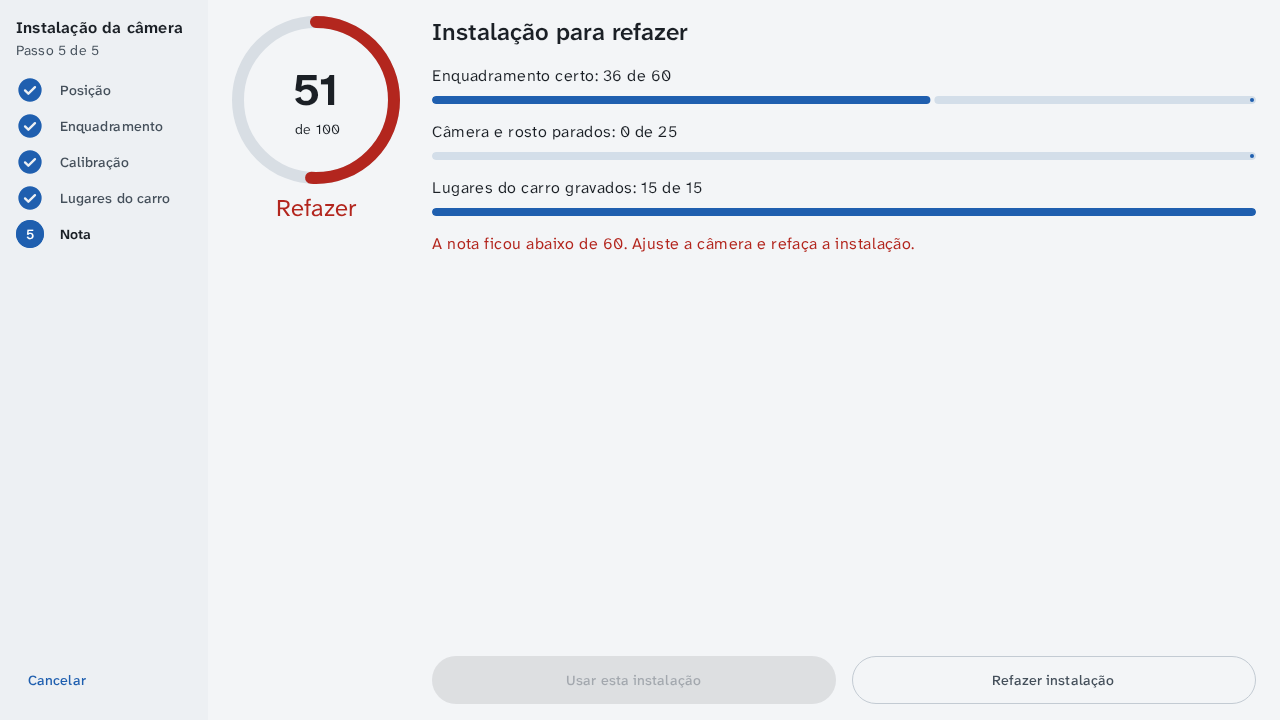 Instalação da câmera
Passo 5 de 5
Posição
Enquadramento
Calibração
Lugares do carro
5 Nota
Cancelar
51
de 100
Refazer
Instalação para refazer
Enquadramento certo: 36 de 60
Câmera e rosto parados: 0 de 25
Lugares do carro gravados: 15 de 15
A nota ficou abaixo de 60. Ajuste a câmera e refaça a instalação.
Usar esta instalação
Refazer instalação